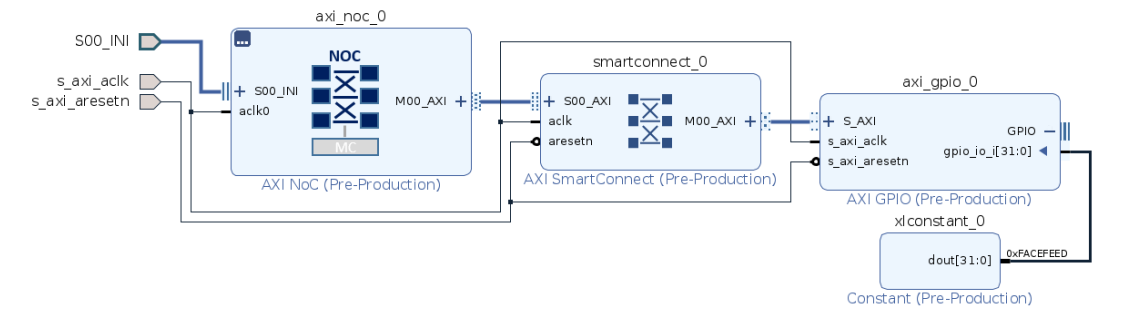 axi_noc_0
S00_INI
s_axi_aclk
s_axi_aresetn
NOC
S00_INI
aclk0
M00_AXI
MC
AXI NoC (Pre-Production)
smartconnect_0
S00_AXI
aclk
aresetn
M00_AXI
AXI SmartConnect (Pre-Production)
axi_gpio_0
S_AXI
s_axi_aclk
s_axi_aresetn
GPIO
gpio_io_i[31:0]
AXI GPIO (Pre-Production)
xlconstant_0
dout[31:0]
0xFACEFEED
Constant (Pre-Production)